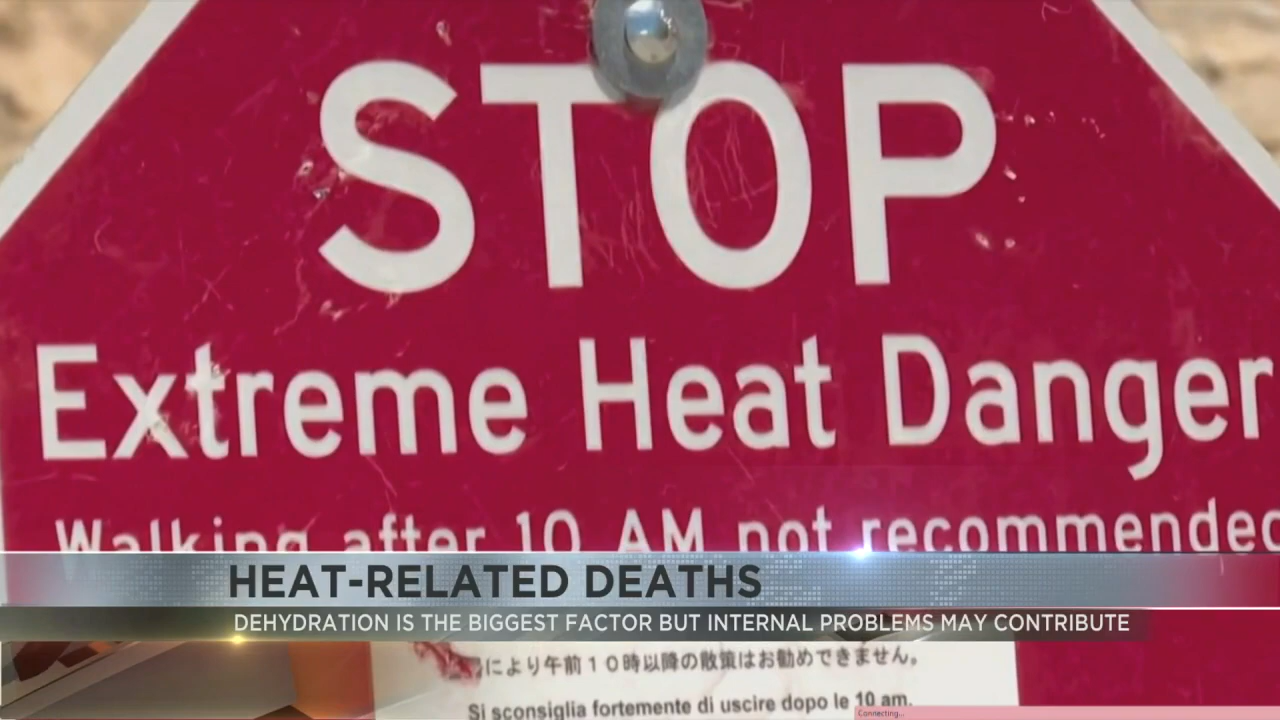 STOP
Extreme Heat Danger
Walking after 10 AM not recommended
HEAT-RELATED DEATHS
DEHYDRATION IS THE BIGGEST FACTOR BUT INTERNAL PROBLEMS MAY CONTRIBUTE
により午前10時以降の散策はお勧めできません。
Si sconsiglia fortemente di uscire dopo le 10 am.
Connecting...